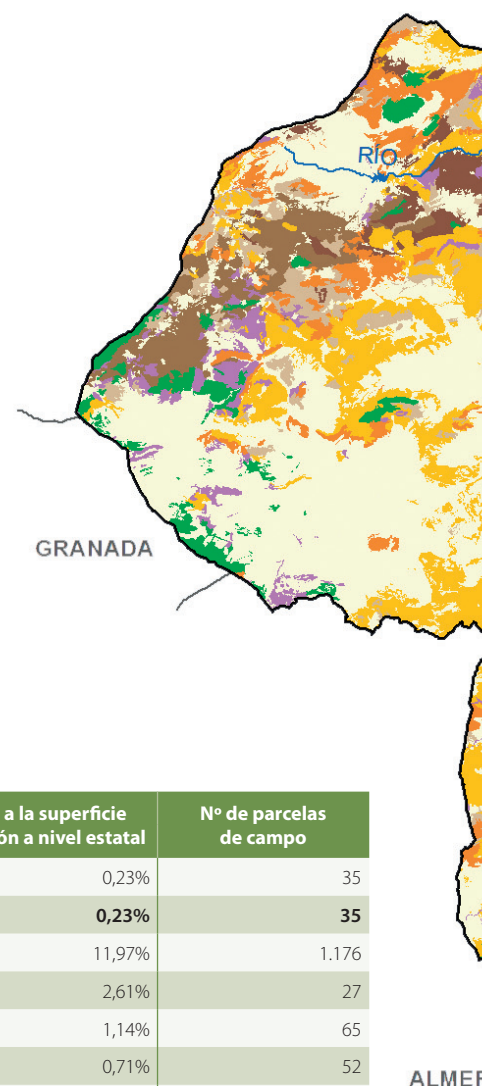 RÍO
GRANADA
a la superficie
ón a nivel estatal
Nº de parcelas
de campo
0,23% 35
0,23% 35
11,97% 1.176
2,61% 27
1,14% 65
0,71% 52
ALMER